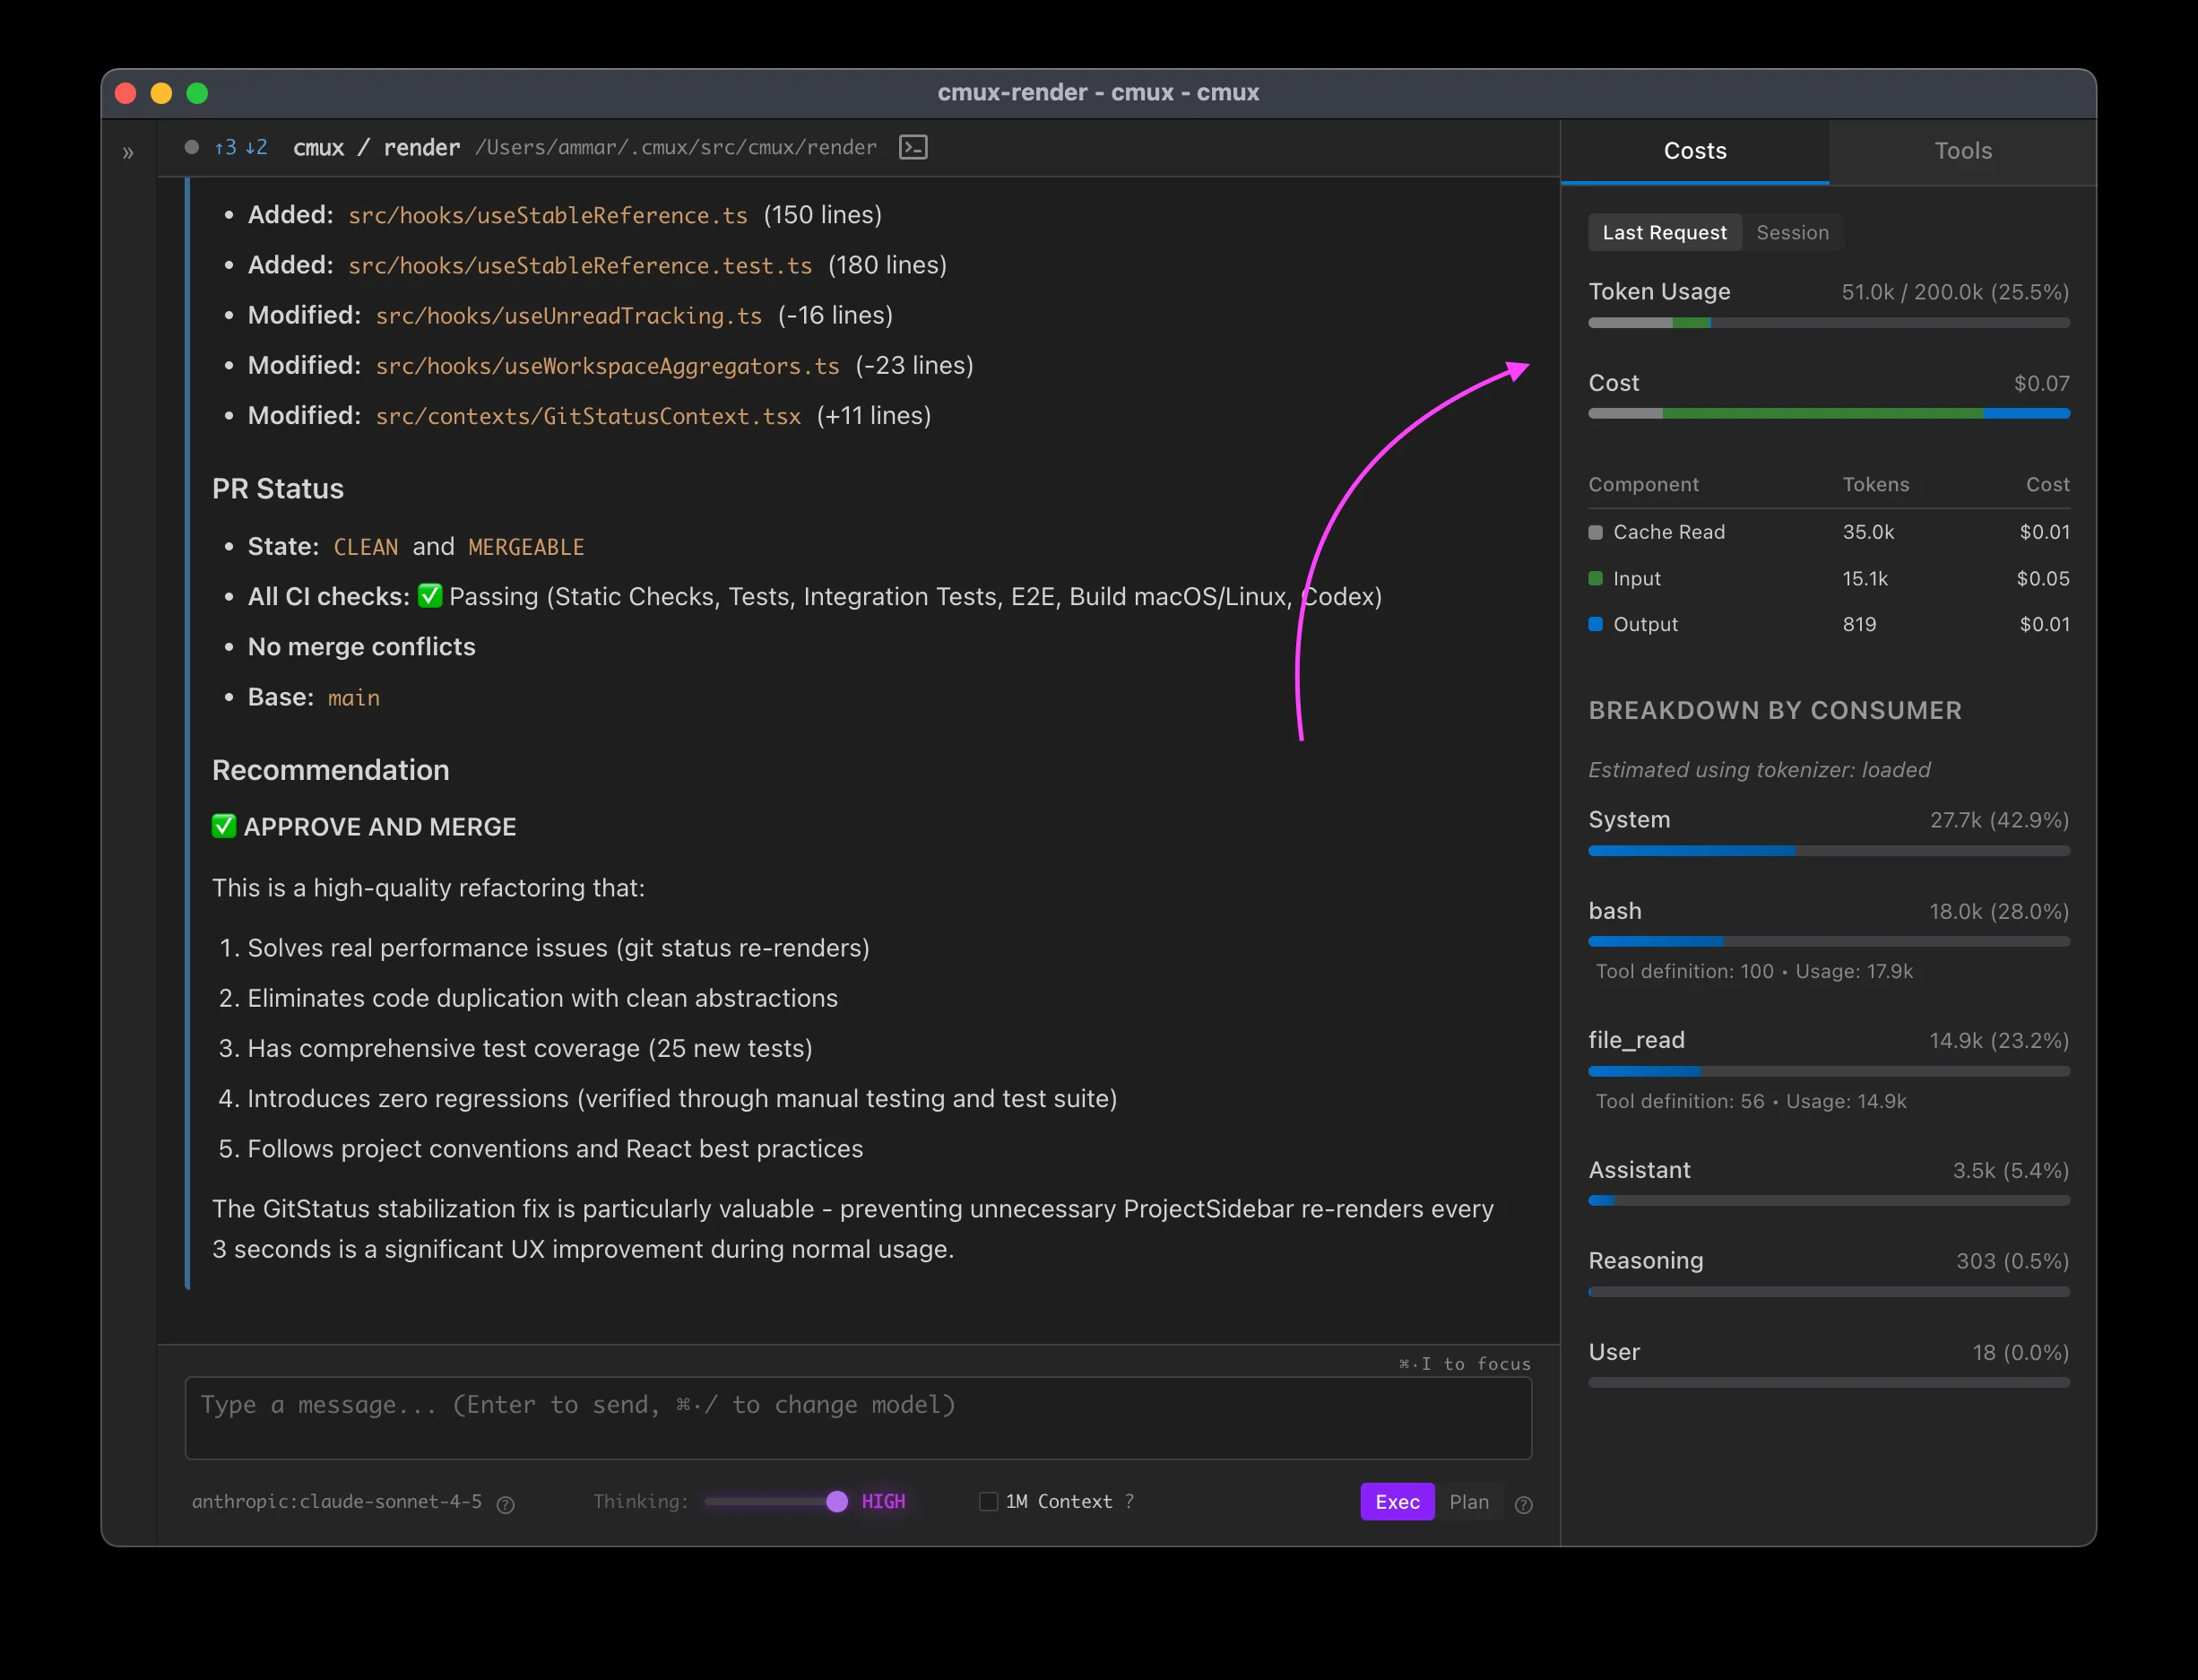 cmux-render - cmux - cmux
» ↑3 ↓2 cmux / render /Users/ammar/.cmux/src/cmux/render
• Added: src/hooks/useStableReference.ts (150 lines)
• Added: src/hooks/useStableReference.test.ts (180 lines)
• Modified: src/hooks/useUnreadTracking.ts (-16 lines)
• Modified: src/hooks/useWorkspaceAggregators.ts (-23 lines)
• Modified: src/contexts/GitStatusContext.tsx (+11 lines)
PR Status
• State: CLEAN and MERGEABLE
• All CI checks: ✅ Passing (Static Checks, Tests, Integration Tests, E2E, Build macOS/Linux, Codex)
• No merge conflicts
• Base: main
Recommendation
✅ APPROVE AND MERGE
This is a high-quality refactoring that:
1. Solves real performance issues (git status re-renders)
2. Eliminates code duplication with clean abstractions
3. Has comprehensive test coverage (25 new tests)
4. Introduces zero regressions (verified through manual testing and test suite)
5. Follows project conventions and React best practices
The GitStatus stabilization fix is particularly valuable - preventing unnecessary ProjectSidebar re-renders every
3 seconds is a significant UX improvement during normal usage.
⌘·I to focus
Type a message... (Enter to send, ⌘·/ to change model)
anthropic:claude-sonnet-4-5 ? Thinking: HIGH 1M Context ? Exec Plan ?
Costs Tools
Last Request Session
Token Usage 51.0k / 200.0k (25.5%)
Cost $0.07
Component Tokens Cost
Cache Read 35.0k $0.01
Input 15.1k $0.05
Output 819 $0.01
BREAKDOWN BY CONSUMER
Estimated using tokenizer: loaded
System 27.7k (42.9%)
bash 18.0k (28.0%)
Tool definition: 100 • Usage: 17.9k
file_read 14.9k (23.2%)
Tool definition: 56 • Usage: 14.9k
Assistant 3.5k (5.4%)
Reasoning 303 (0.5%)
User 18 (0.0%)